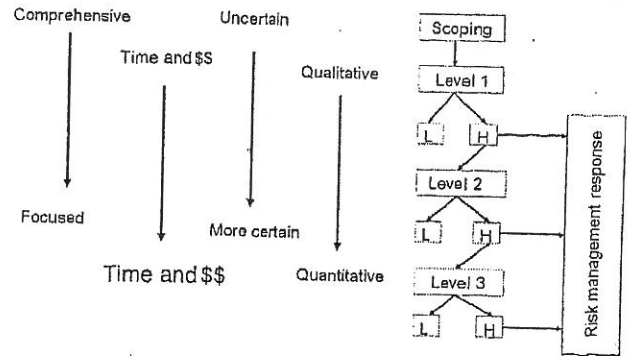 Comprehensive
Uncertain
Scoping
Time and $$
Qualitative
Level 1
L
H
Level 2
Focused
More certain
L
H
Time and $$
Quantitative
Level 3
L
H
Risk management response